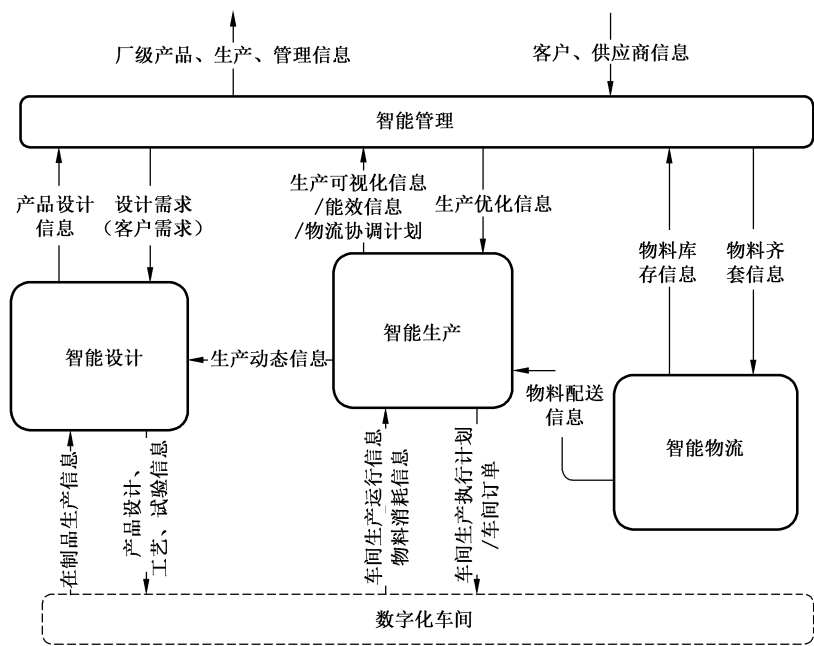 厂级产品、生产、管理信息
客户、供应商信息
智能管理
产品设计
信息
设计需求
（客户需求）
生产可视化信息
/能效信息
/物流协调计划
生产优化信息
物料库
存信息
物料齐
套信息
智能设计
生产动态信息
智能生产
物料配送
信息
智能物流
在制品生产信息
产品设计、
工艺、试验信息
车间生产运行信息
物料消耗信息
车间生产执行计划
/车间订单
数字化车间